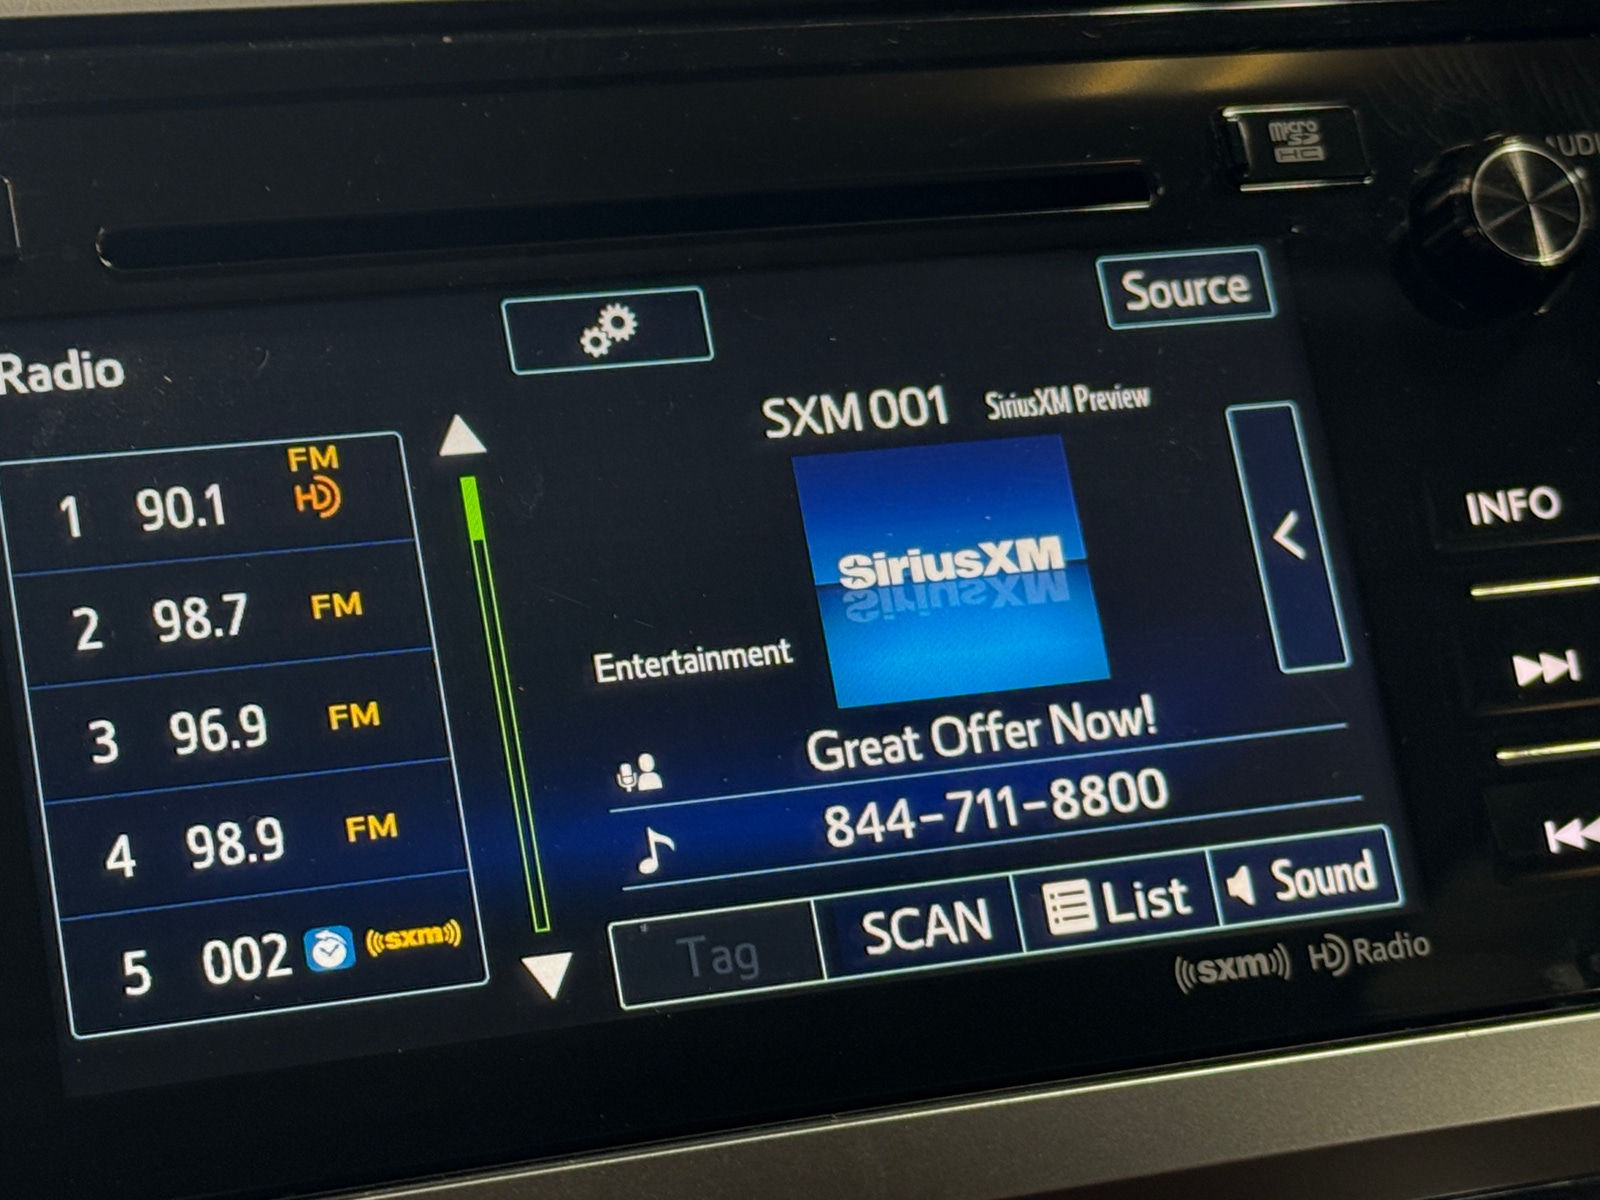 micro
SD
HC
AUDI
Source
Radio
SXM 001 SiriusXM Preview
1 90.1 FM HD
2 98.7 FM
3 96.9 FM
4 98.9 FM
5 002 ((sxm))
SiriusXM
Entertainment
Great Offer Now!
844-711-8800
Tag SCAN List Sound
INFO
((sxm)) HD Radio